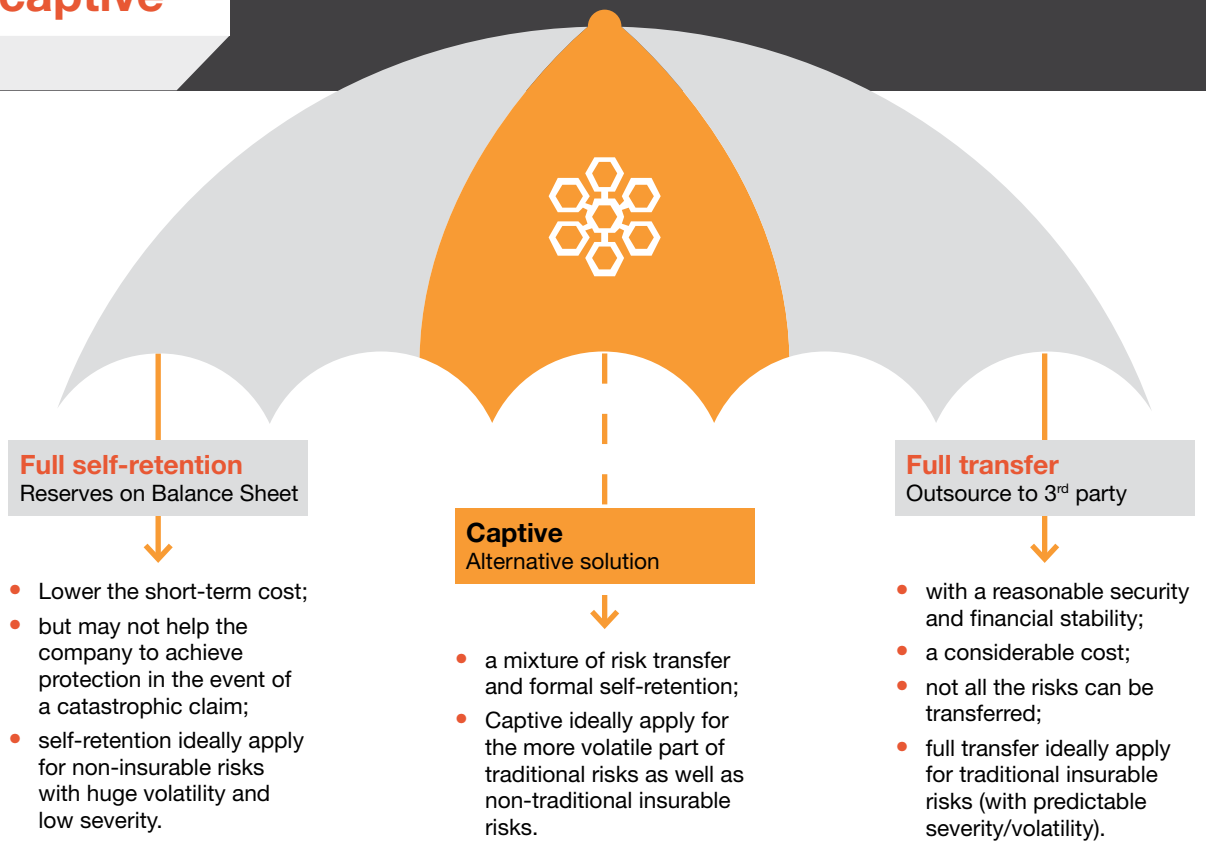 captive
Full self-retention
Reserves on Balance Sheet
• Lower the short-term cost;
• but may not help the
company to achieve
protection in the event of
a catastrophic claim;
• self-retention ideally apply
for non-insurable risks
with huge volatility and
low severity.
Captive
Alternative solution
• a mixture of risk transfer
and formal self-retention;
• Captive ideally apply for
the more volatile part of
traditional risks as well as
non-traditional insurable
risks.
Full transfer
Outsource to 3rd party
• with a reasonable security
and financial stability;
• a considerable cost;
• not all the risks can be
transferred;
• full transfer ideally apply
for traditional insurable
risks (with predictable
severity/volatility).